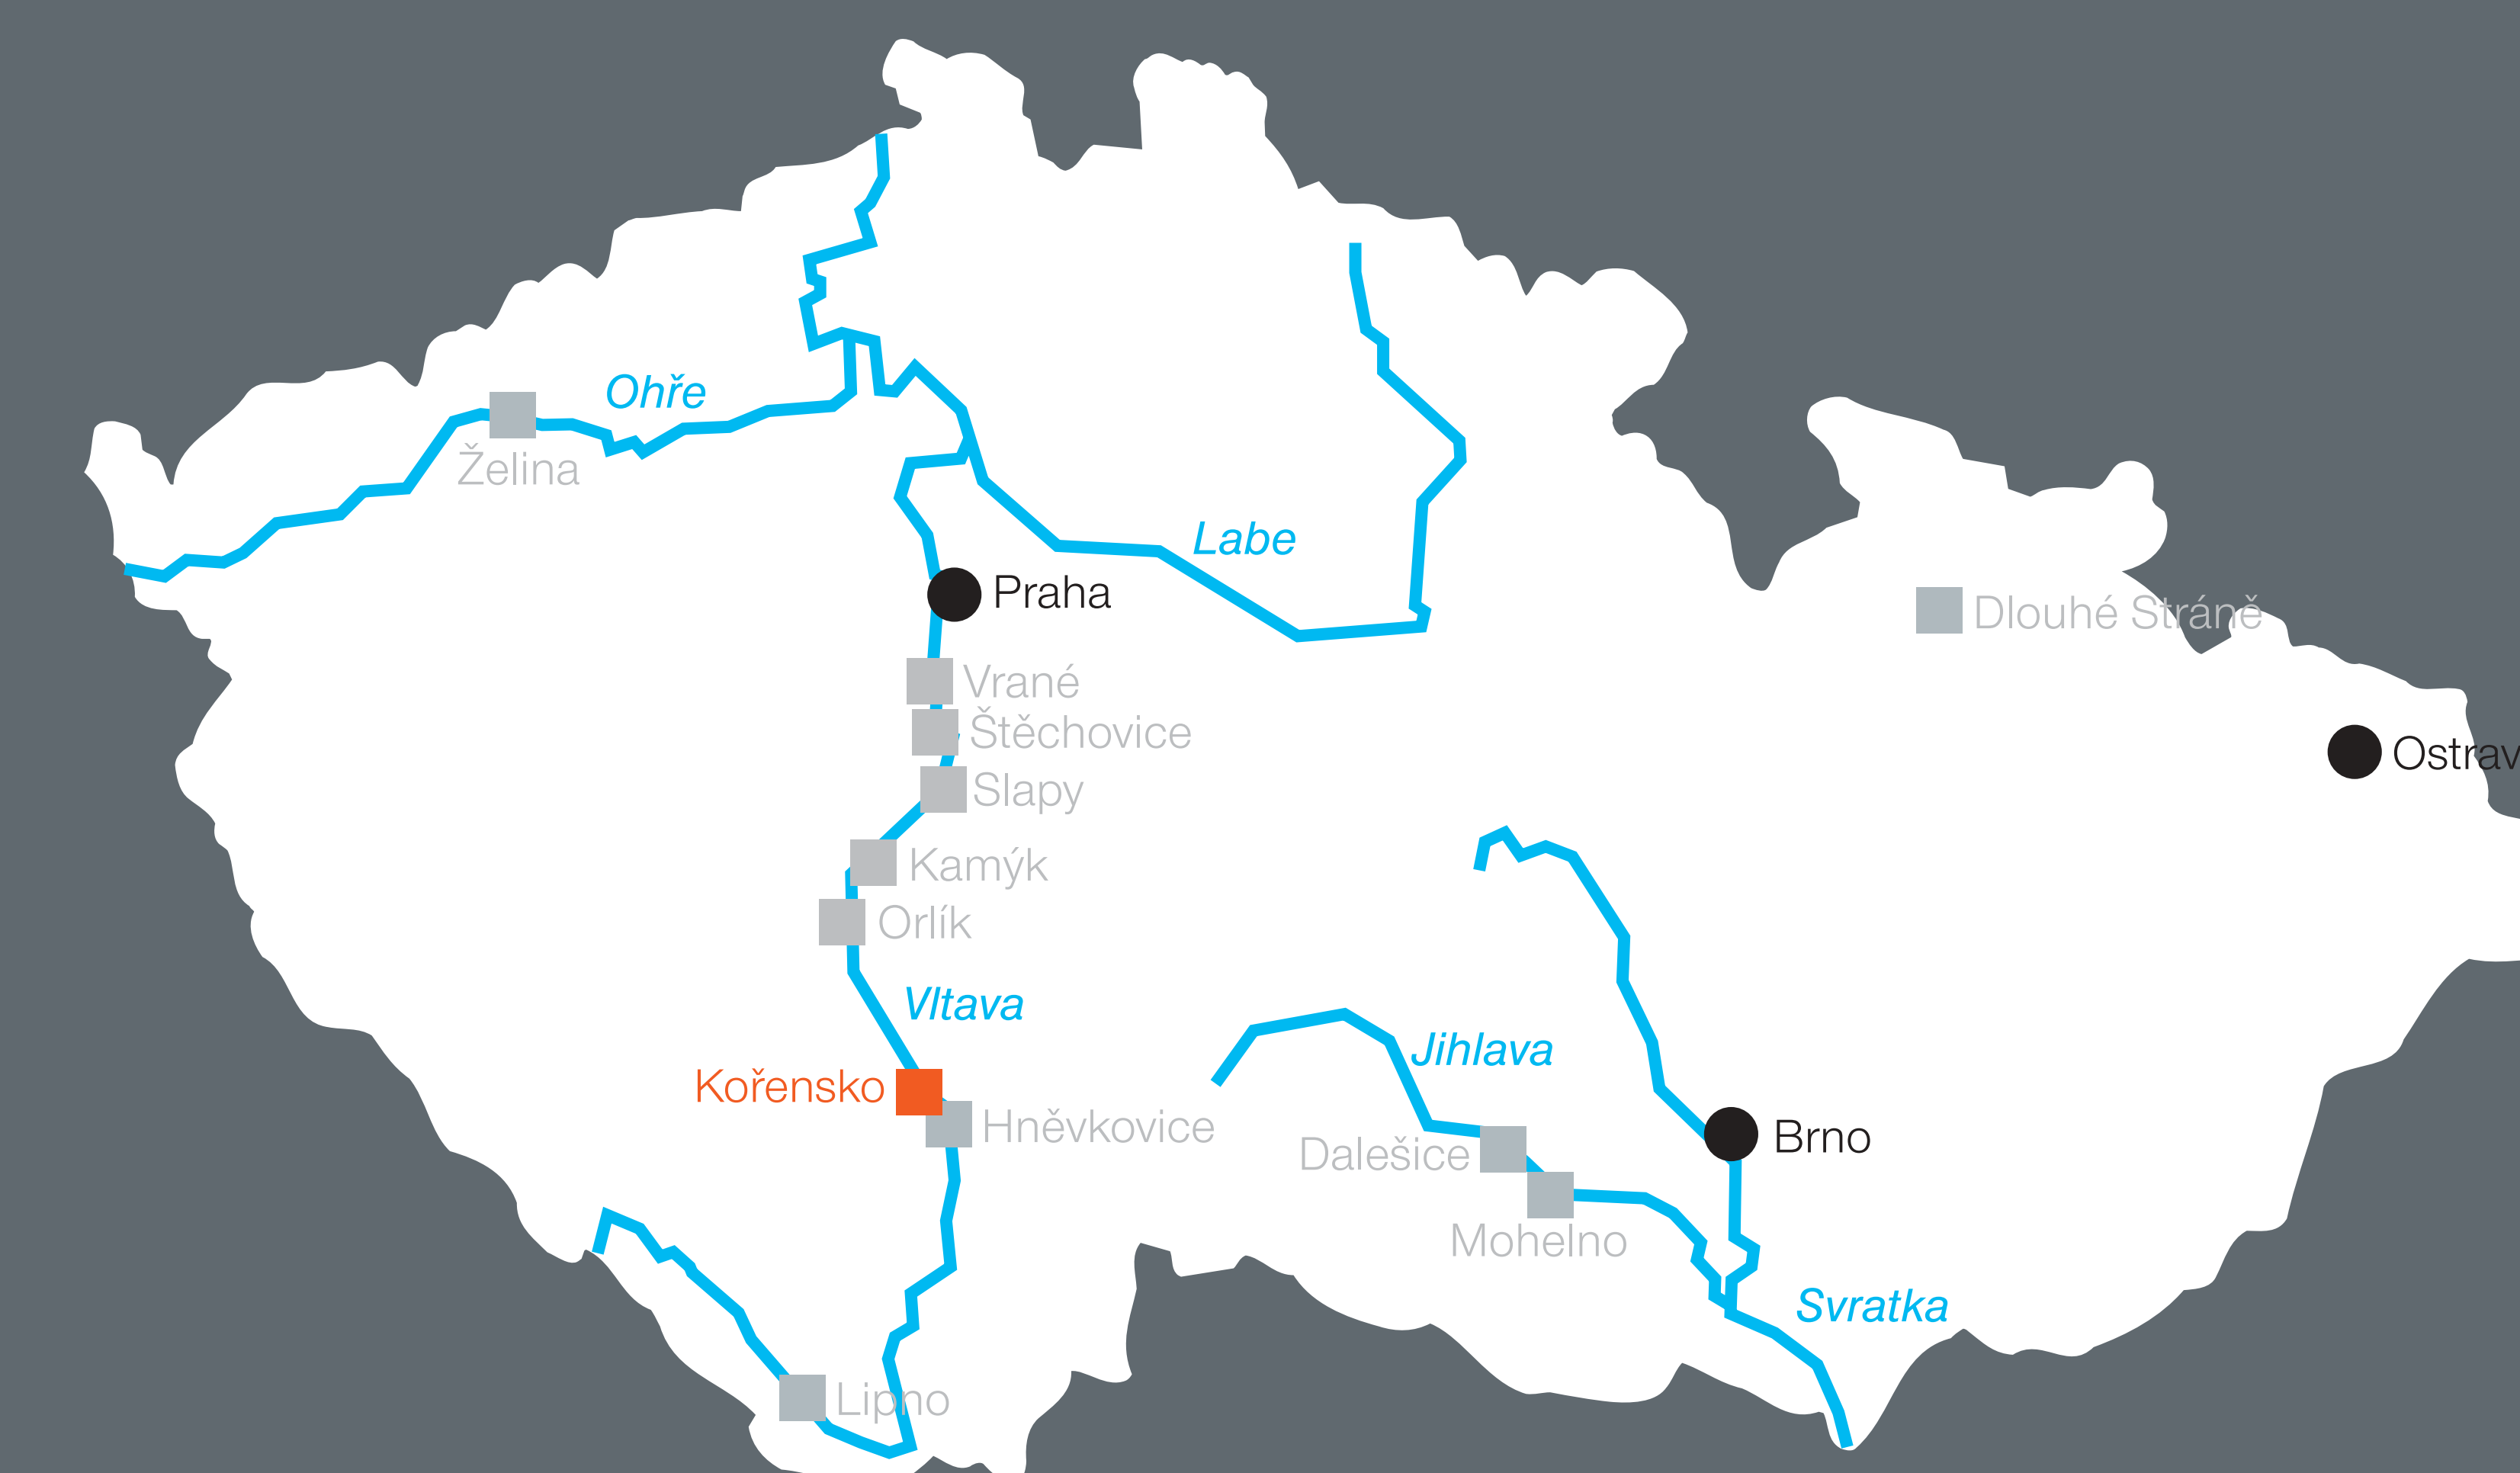 Ohře
Želina
Labe
Praha
Dlouhé Stráně
Vrané
Štěchovice
Ostrav
Slapy
Kamýk
Orlík
Vltava
Jihlava
Kořensko
Hněvkovice
Brno
Dalešice
Mohelno
Svratka
Lipno